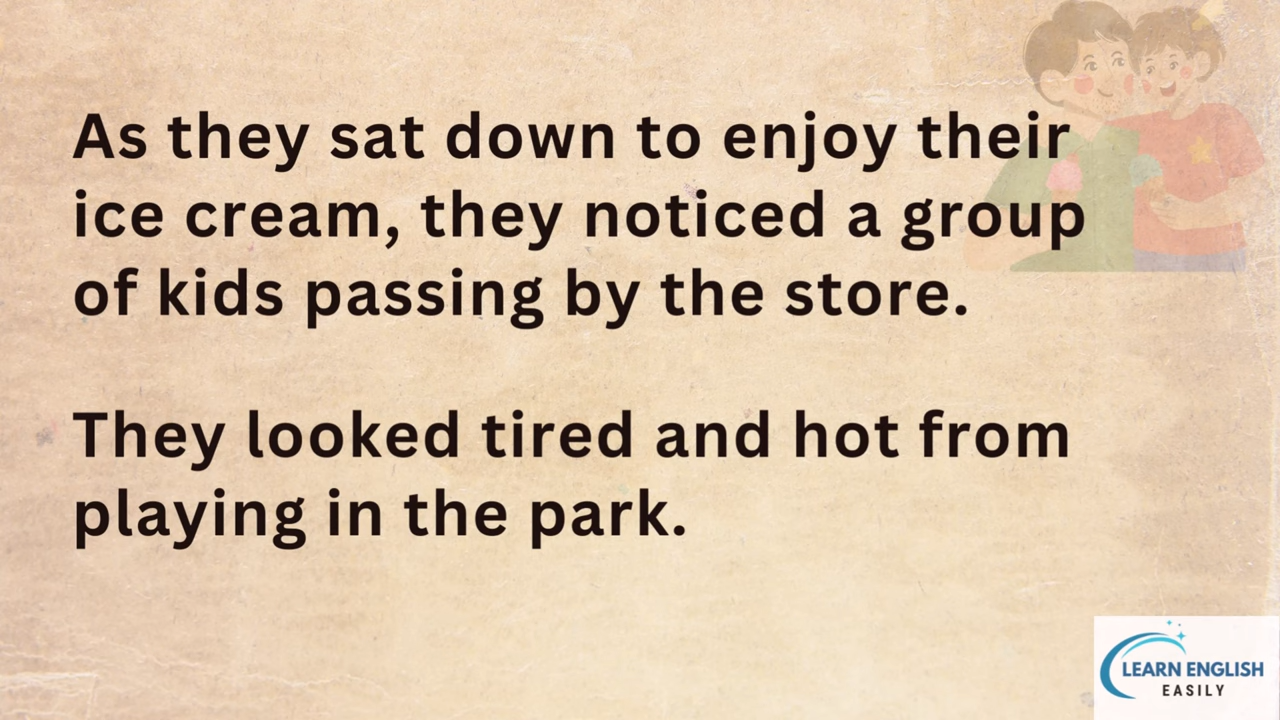 As they sat down to enjoy their
ice cream, they noticed a group
of kids passing by the store.
They looked tired and hot from
playing in the park.
LEARN ENGLISH
EASILY